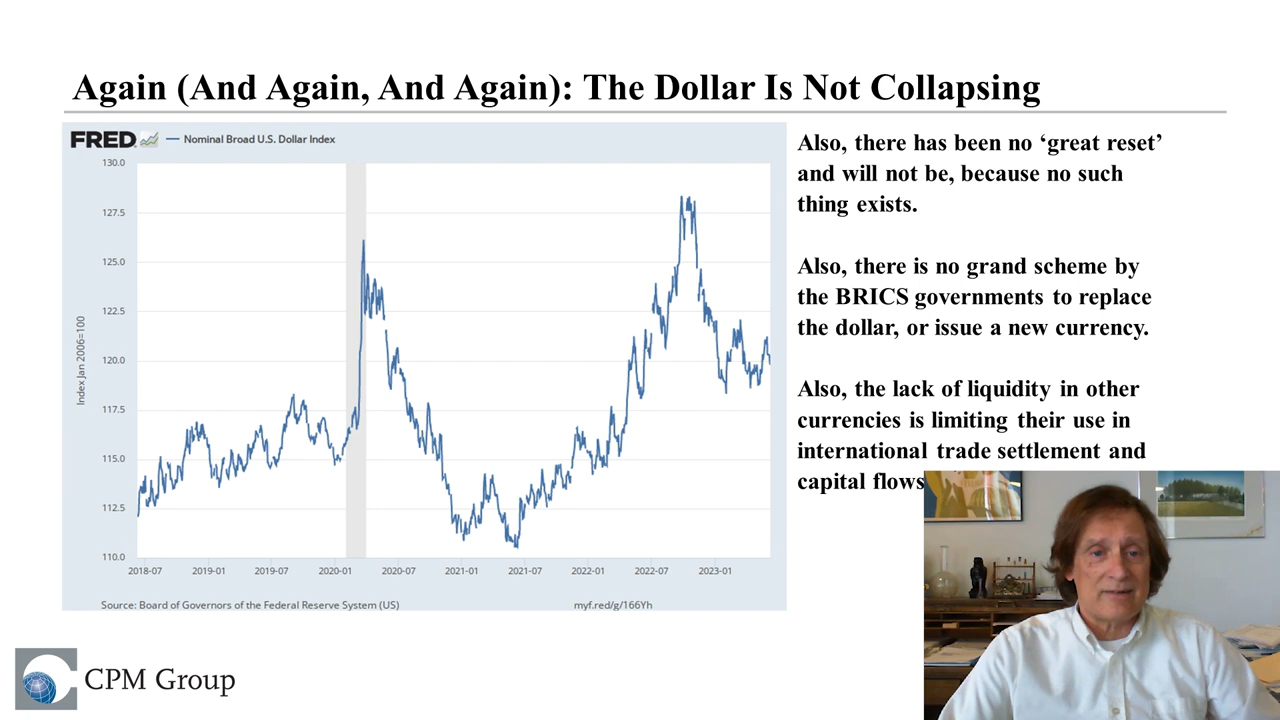 Again (And Again, And Again): The Dollar Is Not Collapsing
FRED
Nominal Broad U.S. Dollar Index
130.0
127.5
125.0
122.5
120.0
117.5
115.0
112.5
110.0
Index Jan 2006=100
2018-07
2019-01
2019-07
2020-01
2020-07
2021-01
2021-07
2022-01
2022-07
2023-01
Source: Board of Governors of the Federal Reserve System (US)
myf.red/g/166Yh
Also, there has been no ‘great reset’
and will not be, because no such
thing exists.
Also, there is no grand scheme by
the BRICS governments to replace
the dollar, or issue a new currency.
Also, the lack of liquidity in other
currencies is limiting their use in
international trade settlement and
capital flows
CPM Group